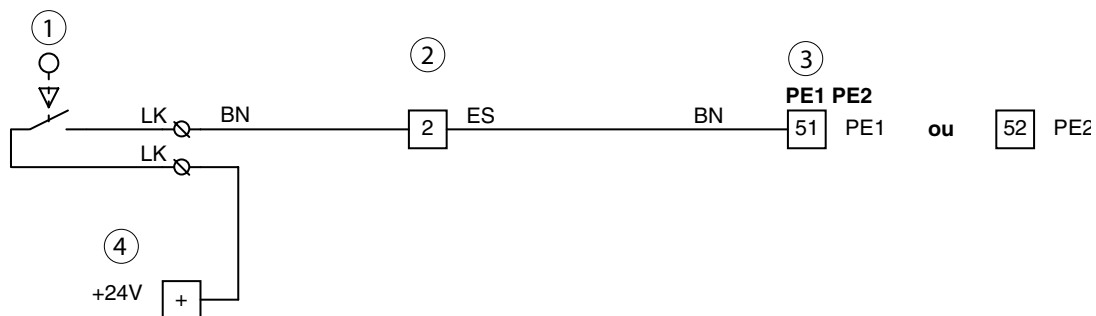 1
2
3
PE1 PE2
LK BN 2 ES BN 51 PE1 ou 52 PE2
LK
4
+24V +